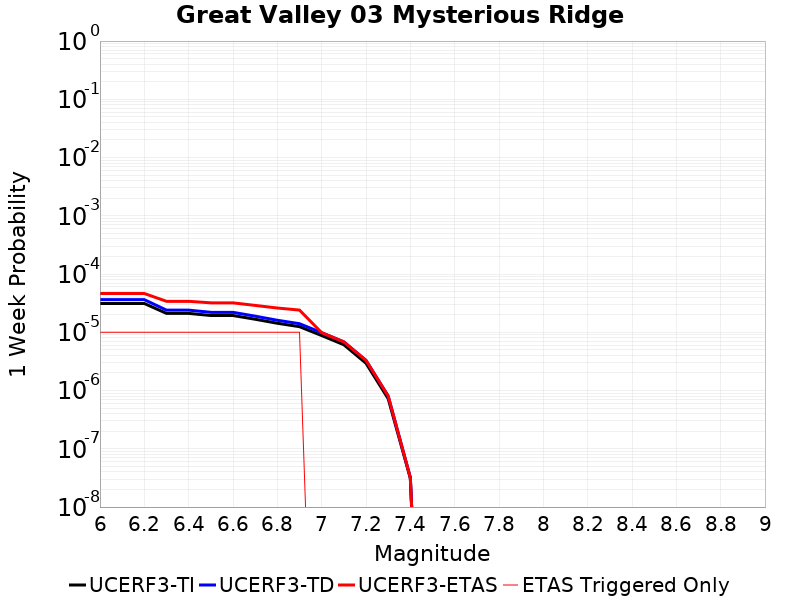 Great Valley 03 Mysterious Ridge
1 Week Probability
10^0
10^-1
10^-2
10^-3
10^-4
10^-5
10^-6
10^-7
10^-8
6 6.2 6.4 6.6 6.8 7 7.2 7.4 7.6 7.8 8 8.2 8.4 8.6 8.8 9
Magnitude
UCERF3-TI UCERF3-TD UCERF3-ETAS ETAS Triggered Only